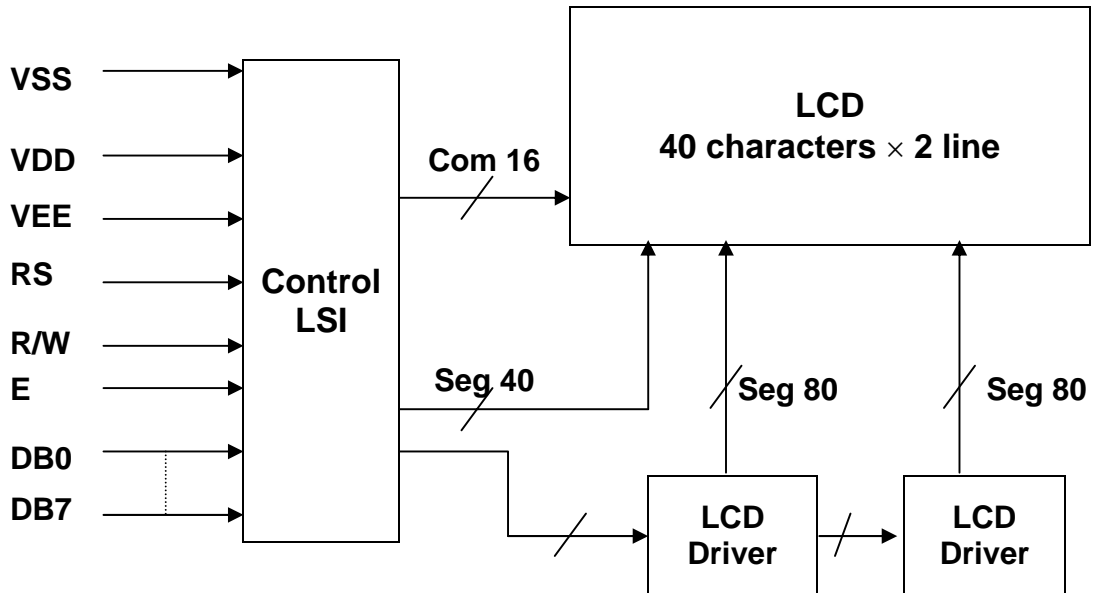 VSS
VDD
VEE
RS
R/W
E
DB0
DB7
Control
LSI
Com 16
Seg 40
LCD
40 characters × 2 line
Seg 80
Seg 80
LCD
Driver
LCD
Driver